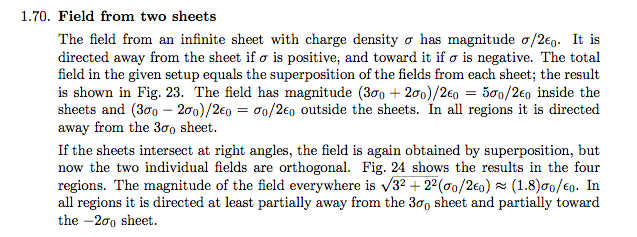 1.70. Field from two sheets
The field from an infinite sheet with charge density σ has magnitude σ/2ϵ₀. It is
directed away from the sheet if σ is positive, and toward it if σ is negative. The total
field in the given setup equals the superposition of the fields from each sheet; the result
is shown in Fig. 23. The field has magnitude (3σ₀ + 2σ₀)/2ϵ₀ = 5σ₀/2ϵ₀ inside the
sheets and (3σ₀ − 2σ₀)/2ϵ₀ = σ₀/2ϵ₀ outside the sheets. In all regions it is directed
away from the 3σ₀ sheet.
If the sheets intersect at right angles, the field is again obtained by superposition, but
now the two individual fields are orthogonal. Fig. 24 shows the results in the four
regions. The magnitude of the field everywhere is √3² + 2²(σ₀/2ϵ₀) ≈ (1.8)σ₀/ϵ₀. In
all regions it is directed at least partially away from the 3σ₀ sheet and partially toward
the −2σ₀ sheet.